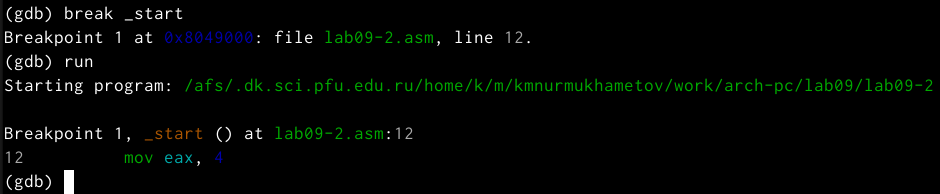 (gdb) break _start
Breakpoint 1 at 0x8049000: file lab09-2.asm, line 12.
(gdb) run
Starting program: /afs/.dk.sci.pfu.edu.ru/home/k/m/kmnurmukhametov/work/arch-pc/lab09/lab09-2
Breakpoint 1, _start () at lab09-2.asm:12
12 mov eax, 4
(gdb)